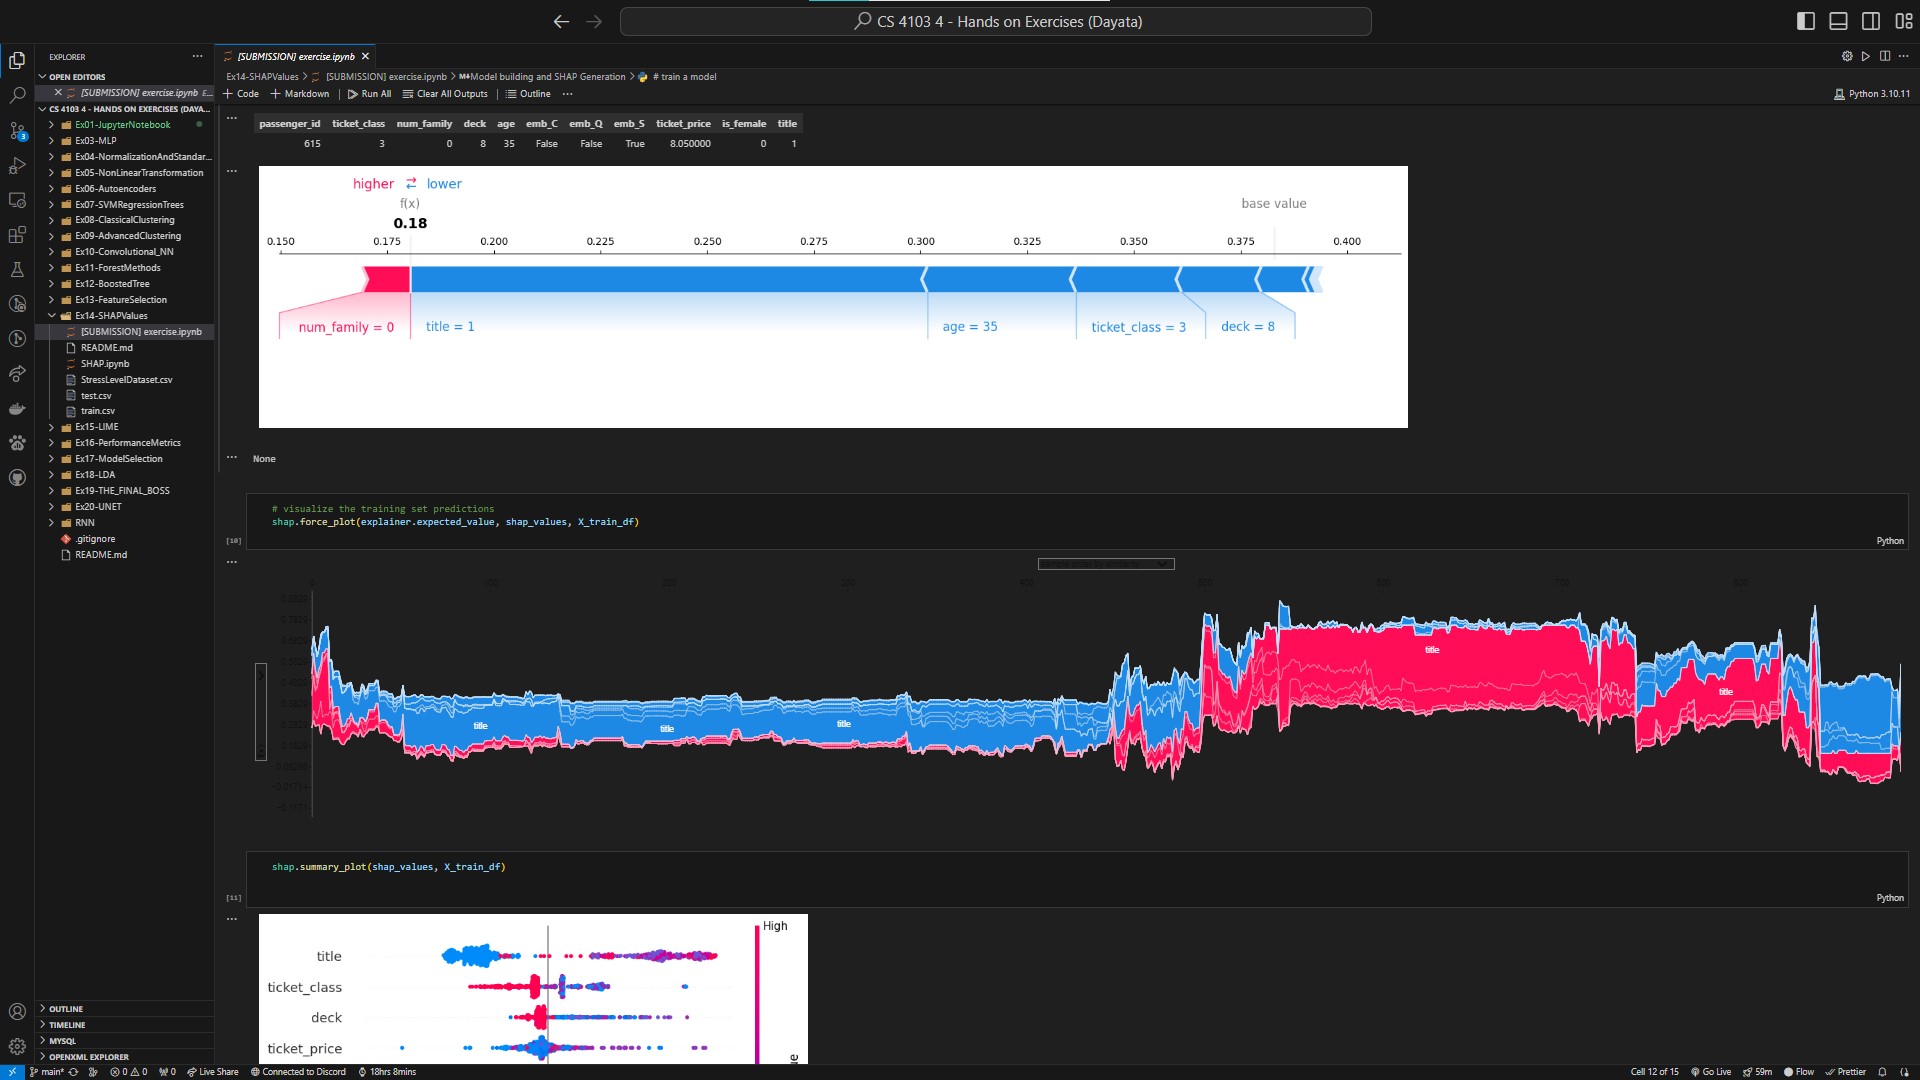 CS 4103 4 - Hands on Exercises (Dayata)
EXPLORER
OPEN EDITORS
[SUBMISSION] exercise.ipynb E...
CS 4103 4 - HANDS ON EXERCISES (DAYA...
Ex01-JupyterNotebook
Ex03-MLP
Ex04-NormalizationAndStandar...
Ex05-NonLinearTransformation
Ex06-Autoencoders
Ex07-SVMRegressionTrees
Ex08-ClassicalClustering
Ex09-AdvancedClustering
Ex10-Convolutional_NN
Ex11-ForestMethods
Ex12-BoostedTree
Ex13-FeatureSelection
Ex14-SHAPValues
[SUBMISSION] exercise.ipynb
README.md
SHAP.ipynb
StressLevelDataset.csv
test.csv
train.csv
Ex15-LIME
Ex16-PerformanceMetrics
Ex17-ModelSelection
Ex18-LDA
Ex19-THE_FINAL_BOSS
Ex20-UNET
RNN
.gitignore
README.md
OUTLINE
TIMELINE
MYSQL
OPENXML EXPLORER
[SUBMISSION] exercise.ipynb
Ex14-SHAPValues > [SUBMISSION] exercise.ipynb > M+Model building and SHAP Generation > # train a model
+ Code + Markdown | Run All Clear All Outputs | Outline ... Python 3.10.11
passenger_id ticket_class num_family deck age emb_C emb_Q emb_S ticket_price is_female title
615 3 0 8 35 False False True 8.050000 0 1
higher lower
f(x) base value
0.18
0.150 0.175 0.200 0.225 0.250 0.275 0.300 0.325 0.350 0.375 0.400
num_family = 0 title = 1 age = 35 ticket_class = 3 deck = 8
None
# visualize the training set predictions
shap.force_plot(explainer.expected_value, shap_values, X_train_df)
[10] Python
sample order by similarity
title
title
title
title
title
shap.summary_plot(shap_values, X_train_df)
[11] Python
High
title
ticket_class
deck
ticket_price
main* 0 0 0 Live Share Connected to Discord 18hrs 8mins Cell 12 of 15 Go Live 59m Flow Prettier